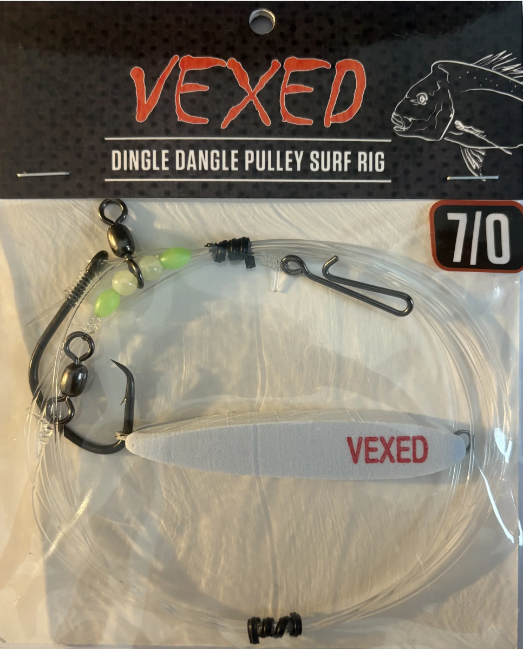 VEXED
DINGLE DANGLE PULLEY SURF RIG
7/0
VEXED